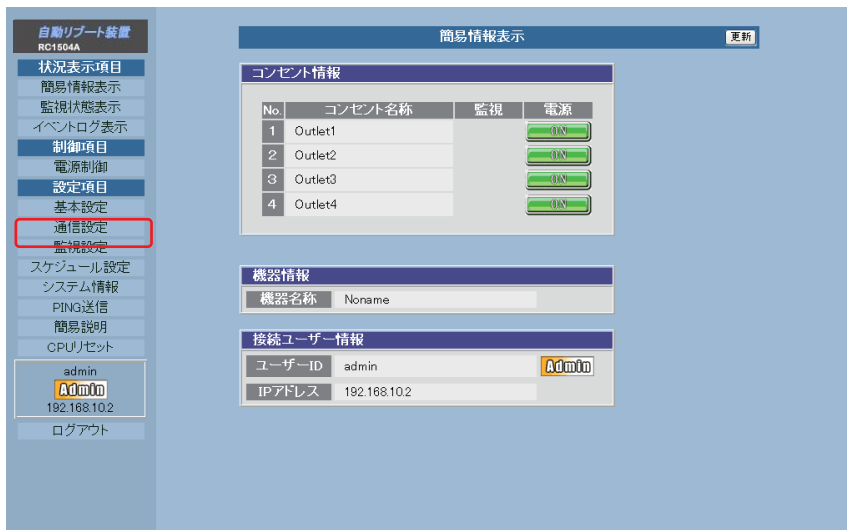 自動リブート装置
RC1504A
状況表示項目
簡易情報表示
監視状態表示
イベントログ表示
制御項目
電源制御
設定項目
基本設定
通信設定
監視設定
スケジュール設定
システム情報
PING送信
簡易説明
CPUリセット
admin
Admin
192.168.10.2
ログアウト
簡易情報表示
更新
コンセント情報
No. コンセント名称 監視 電源
1 Outlet1 ON
2 Outlet2 ON
3 Outlet3 ON
4 Outlet4 ON
機器情報
機器名称 Noname
接続ユーザー情報
ユーザーID admin Admin
IPアドレス 192.168.10.2